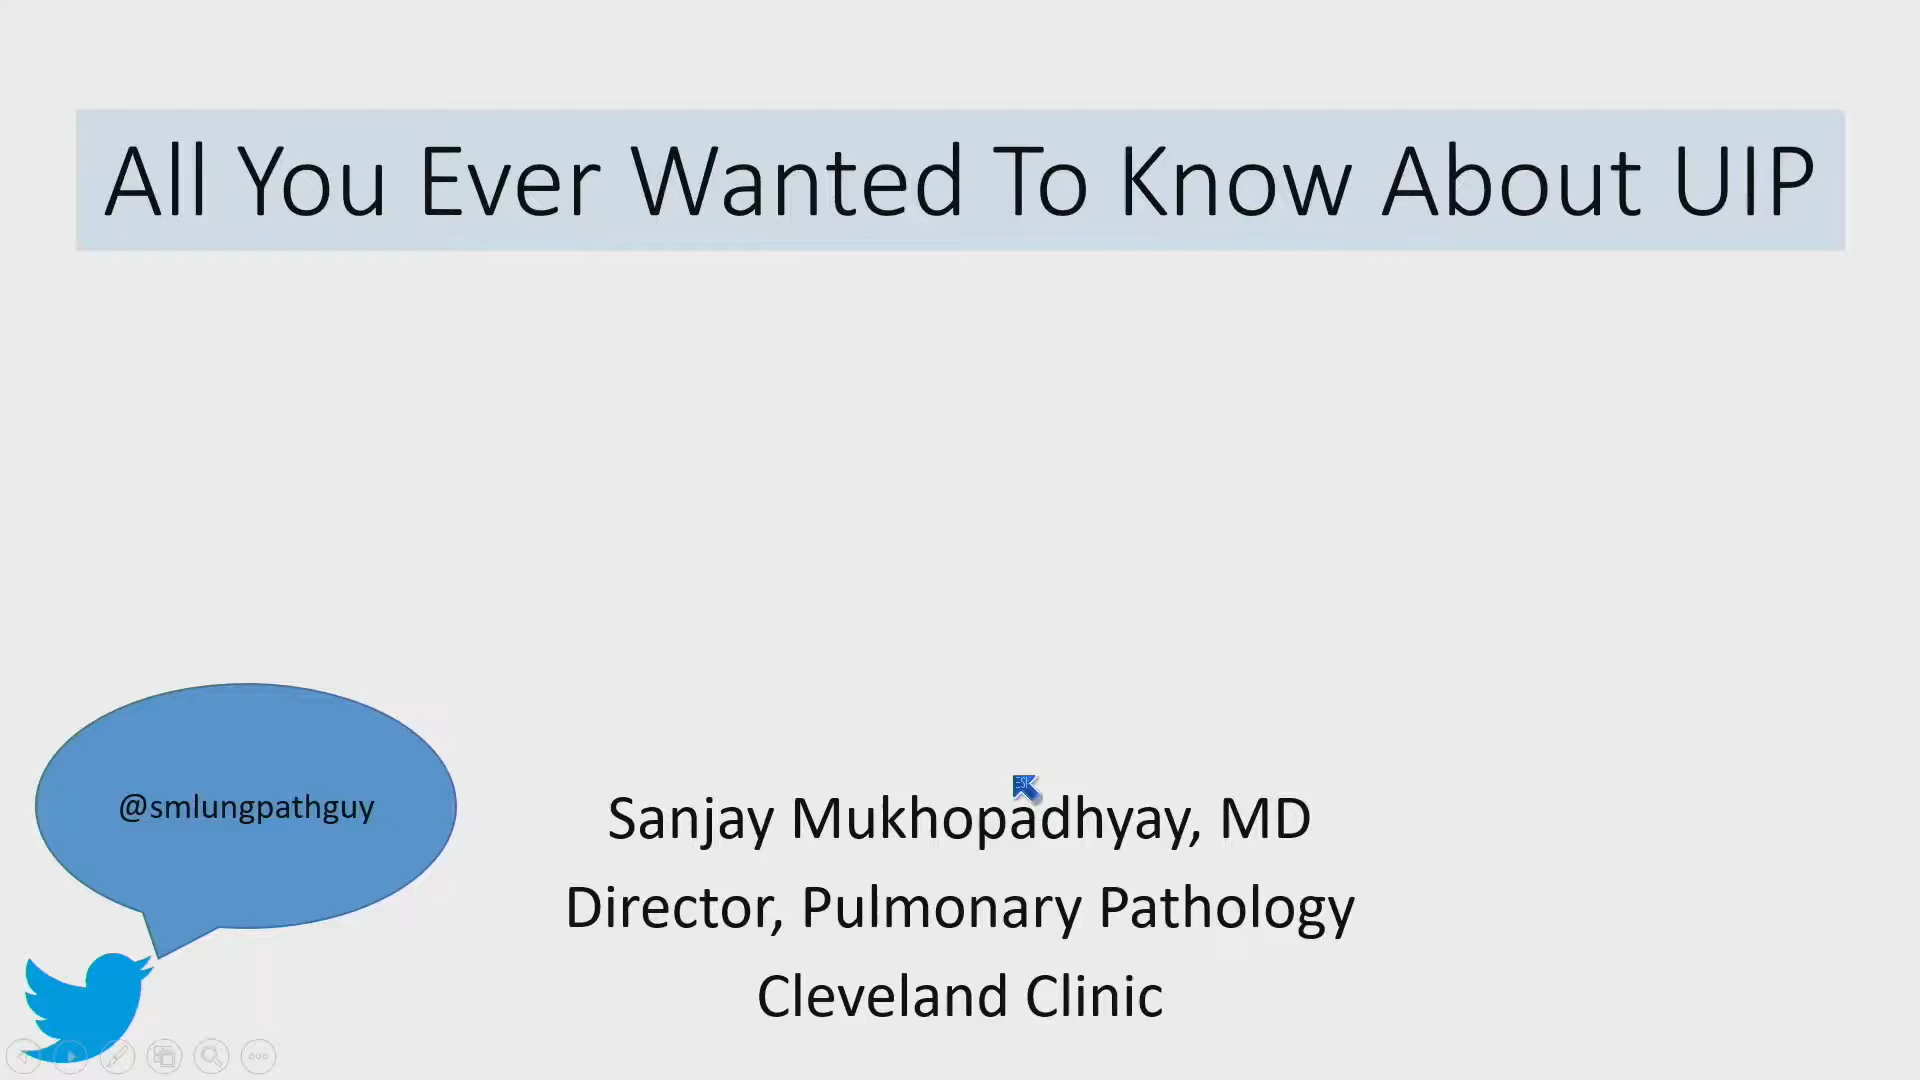 All You Ever Wanted To Know About UIP
@smlungpathguy
Sanjay Mukhopadhyay, MD
Director, Pulmonary Pathology
Cleveland Clinic